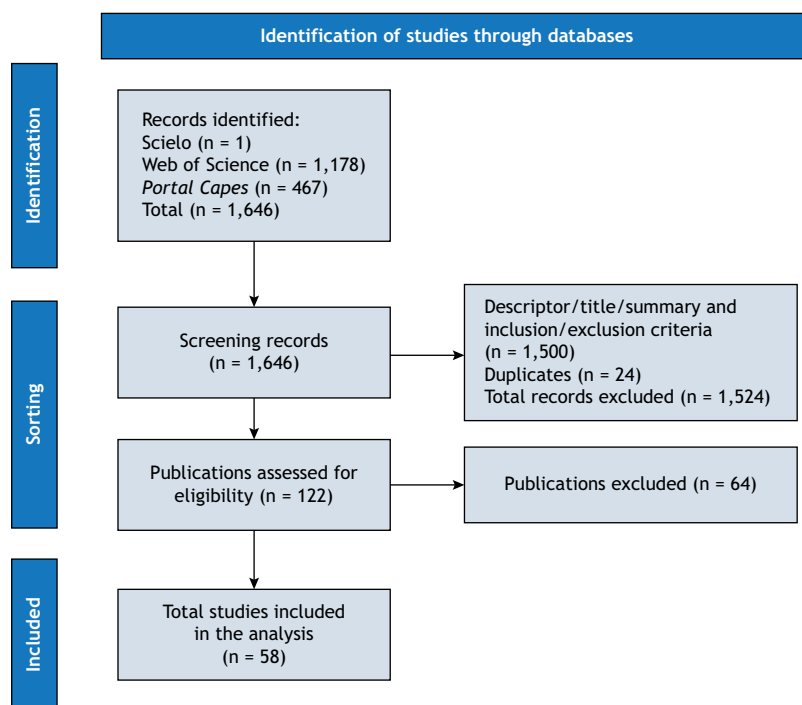 Identification of studies through databases
Identification
Records identified:
Scielo (n = 1)
Web of Science (n = 1,178)
Portal Capes (n = 467)
Total (n = 1,646)
Sorting
Screening records
(n = 1,646)
Descriptor/title/summary and
inclusion/exclusion criteria
(n = 1,500)
Duplicates (n = 24)
Total records excluded (n = 1,524)
Publications assessed for
eligibility (n = 122)
Publications excluded (n = 64)
Included
Total studies included
in the analysis
(n = 58)